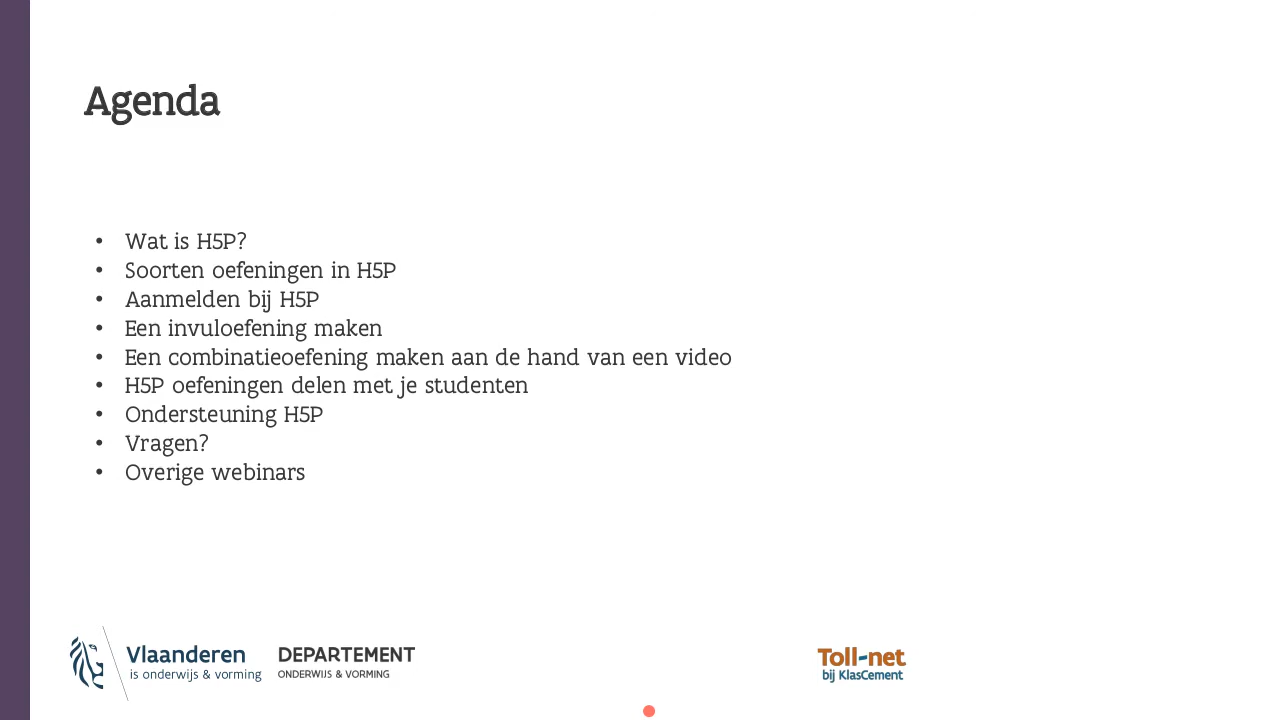 Agenda
• Wat is H5P?
• Soorten oefeningen in H5P
• Aanmelden bij H5P
• Een invuloefening maken
• Een combinatieoefening maken aan de hand van een video
• H5P oefeningen delen met je studenten
• Ondersteuning H5P
• Vragen?
• Overige webinars
Vlaanderen
is onderwijs & vorming
DEPARTEMENT
ONDERWIJS & VORMING
Toll-net
bij KlasCement